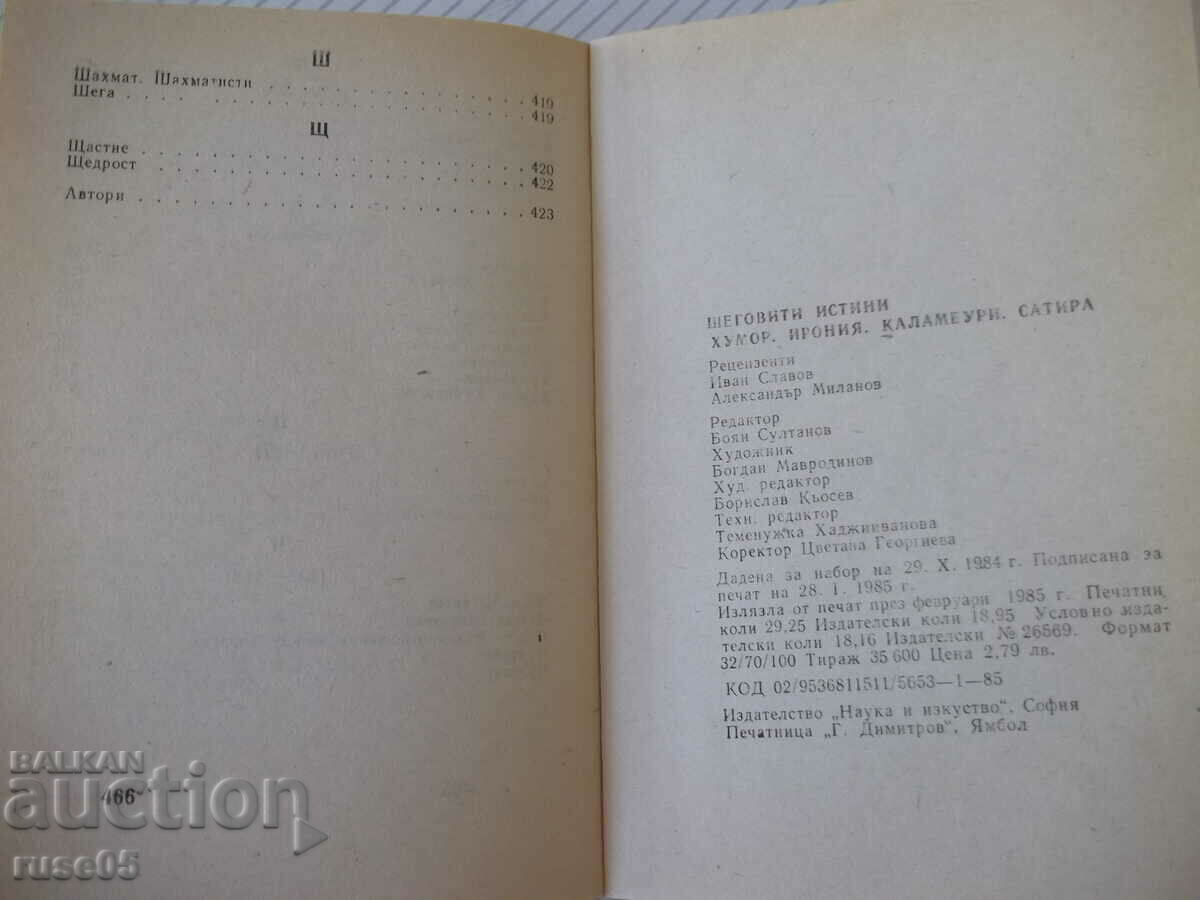 Ш
Шахмат. Шахматисти . . . . . . . . . . . . . . . . 419
Шега . . . . . . . . . . . . . . . . . . . . 419
Щ
Щастие . . . . . . . . . . . . . . . . . . . . 420
Щедрост . . . . . . . . . . . . . . . . . . . . 422
Автори . . . . . . . . . . . . . . . . . . . . 423
466
ШЕГОВИТИ ИСТИНИ
ХУМОР. ИРОНИЯ. КАЛАМБУРИ. САТИРА
Рецензенти
Иван Славов
Александър Миланов
Редактор
Боян Султанов
Художник
Богдан Мавродинов
Худ. редактор
Борислав Кьосев
Техн. редактор
Теменужка Хаджииванова
Коректор Цветана Георгиева
Дадена за набор на 29. X. 1984 г. Подписана за
печат на 28. 1. 1985 г.
Излязла от печат през февруари 1985 г. Печатни
коли 29,25 Издателски коли 18,95 Условно изда-
телски коли 18,16 Издателски № 26569. Формат
32/70/100 Тираж 35 600 Цена 2,79 лв.
КОД 02/9536811511/5653—1—85
Издателство „Наука и изкуство“, София
Печатница „Г. Димитров“, Ямбол
BALKAN
auction
ruse05